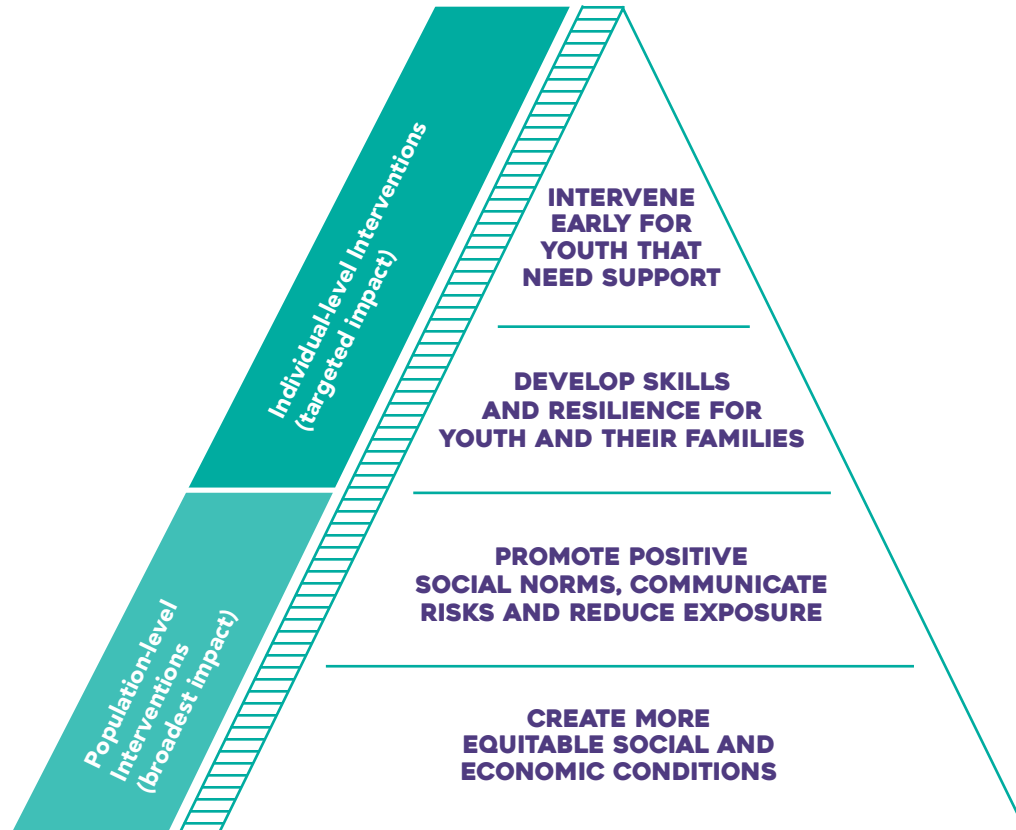 Individual-level Interventions
(targeted impact)
INTERVENE
EARLY FOR
YOUTH THAT
NEED SUPPORT
DEVELOP SKILLS
AND RESILIENCE FOR
YOUTH AND THEIR FAMILIES
Population-level
Interventions
(broadest impact)
PROMOTE POSITIVE
SOCIAL NORMS, COMMUNICATE
RISKS AND REDUCE EXPOSURE
CREATE MORE
EQUITABLE SOCIAL AND
ECONOMIC CONDITIONS